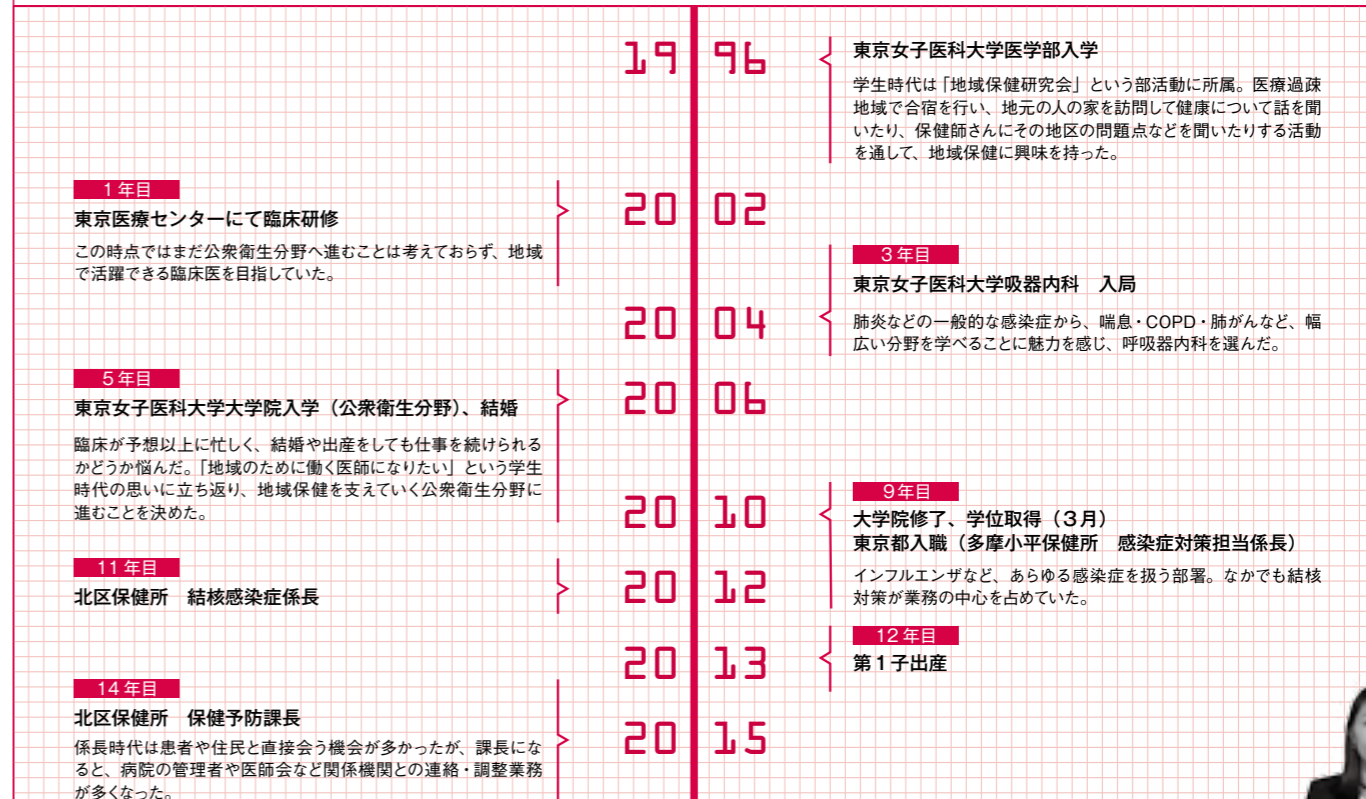 19 96
東京女子医科大学医学部入学
学生時代は「地域保健研究会」という部活動に所属。医療過疎
地域で合宿を行い、地元の人の家を訪問して健康について話を聞
いたり、保健師さんにその地区の問題点などを聞いたりする活動
を通して、地域保健に興味を持った。
1年目
東京医療センターにて臨床研修
この時点ではまだ公衆衛生分野へ進むことは考えておらず、地域
で活躍できる臨床医を目指していた。
20 02
3年目
東京女子医科大学吸器内科 入局
肺炎などの一般的な感染症から、喘息・COPD・肺がんなど、幅
広い分野を学べることに魅力を感じ、呼吸器内科を選んだ。
20 04
5年目
東京女子医科大学大学院入学(公衆衛生分野)、結婚
臨床が予想以上に忙しく、結婚や出産をしても仕事を続けられる
かどうか悩んだ。「地域のために働く医師になりたい」という学生
時代の思いに立ち返り、地域保健を支えていく公衆衛生分野に
進むことを決めた。
20 06
20 10
9年目
大学院修了、学位取得(3月)
東京都入職(多摩小平保健所 感染症対策担当係長)
インフルエンザなど、あらゆる感染症を扱う部署。なかでも結核
対策が業務の中心を占めていた。
11年目
北区保健所 結核感染症係長
20 12
20 13
12年目
第1子出産
14年目
北区保健所 保健予防課長
係長時代は患者や住民と直接会う機会が多かったが、課長にな
ると、病院の管理者や医師会など関係機関との連絡・調整業務
が多くなった。
20 15